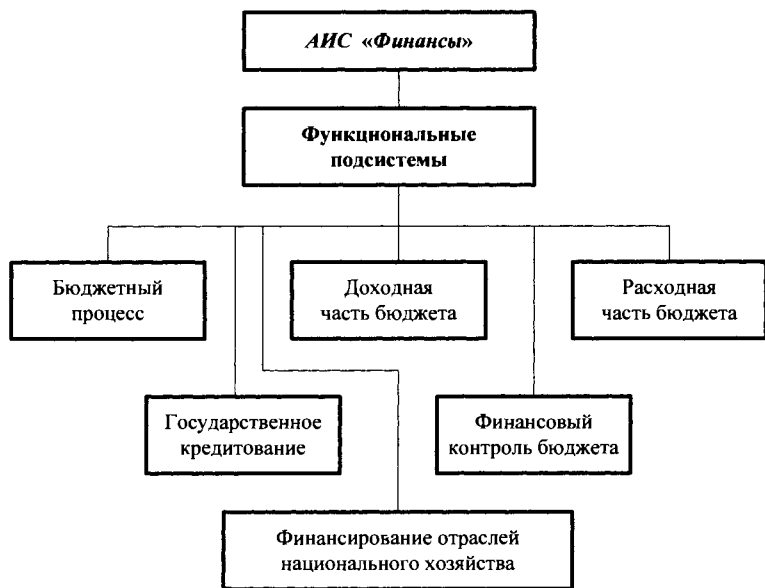 АИС «Финансы»
Функциональные
подсистемы
Бюджетный
процесс
Доходная
часть бюджета
Расходная
часть бюджета
Государственное
кредитование
Финансовый
контроль бюджета
Финансирование отраслей
национального хозяйства